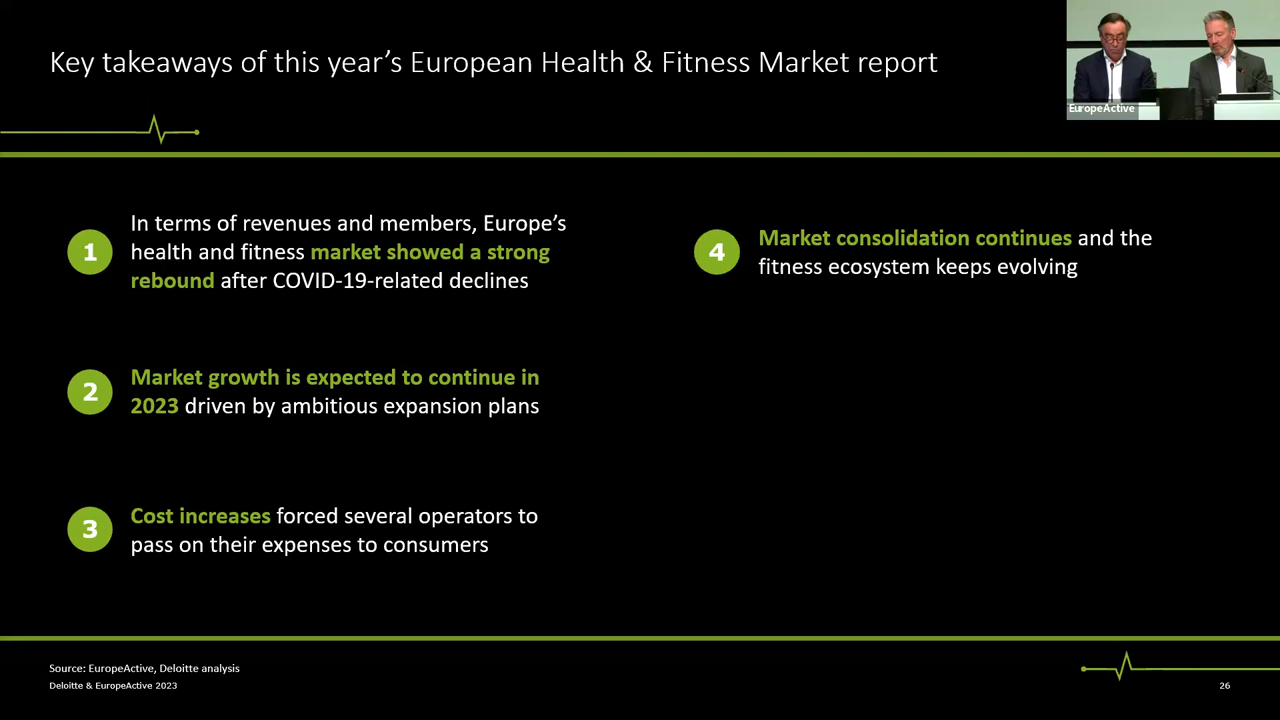 Key takeaways of this year's European Health & Fitness Market report
EuropeActive
1
In terms of revenues and members, Europe's
health and fitness market showed a strong
rebound after COVID-19-related declines
2
Market growth is expected to continue in
2023 driven by ambitious expansion plans
3
Cost increases forced several operators to
pass on their expenses to consumers
4
Market consolidation continues and the
fitness ecosystem keeps evolving
Source: EuropeActive, Deloitte analysis
Deloitte & EuropeActive 2023
26